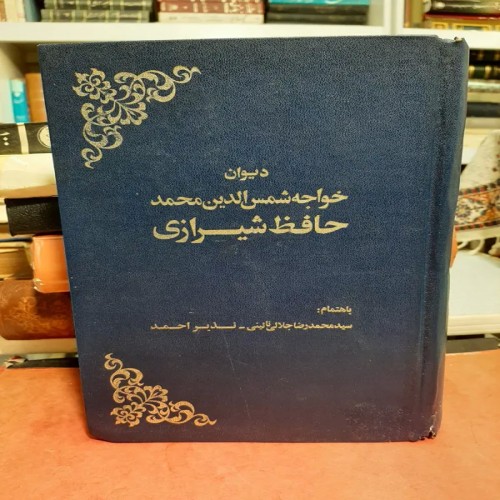 دیوان
خواجه شمس‌الدین محمد
حافظ شیرازی
باهتمام:
سید محمدرضا جلالی نائینی - نذیر احمد